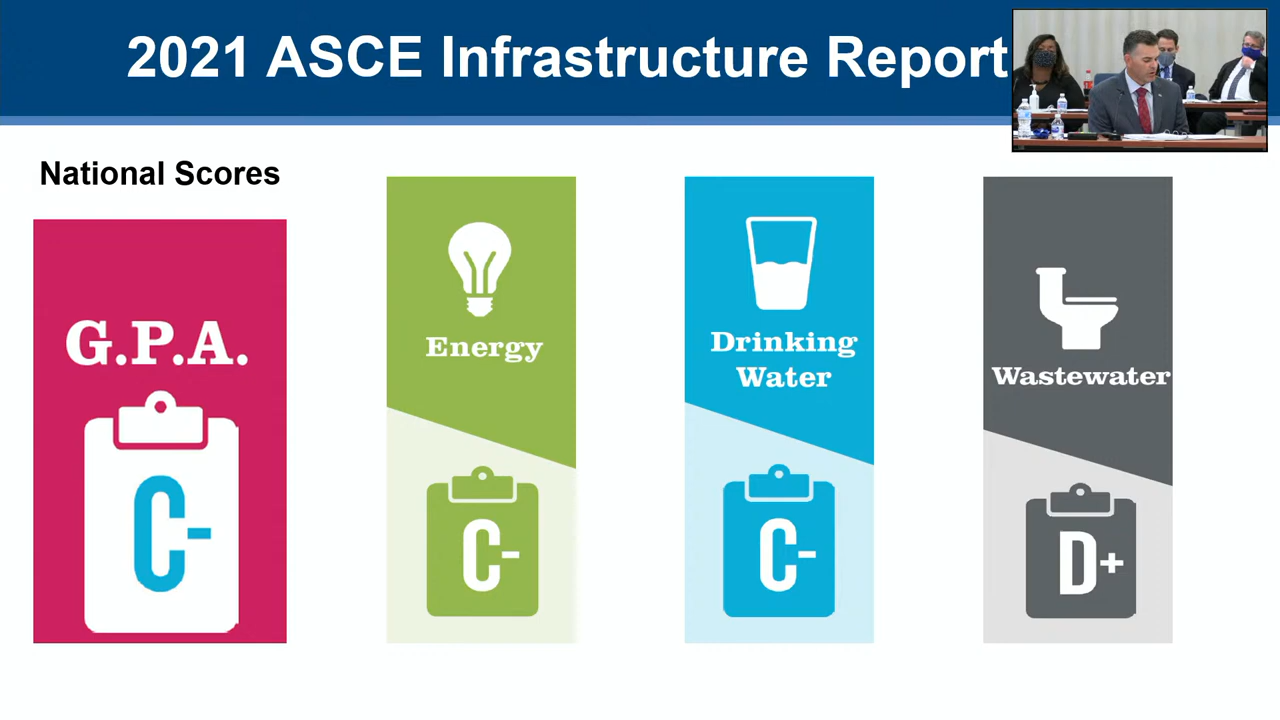 2021 ASCE Infrastructure Report
National Scores
G.P.A.
C-
Energy
C-
Drinking
Water
C-
Wastewater
D+